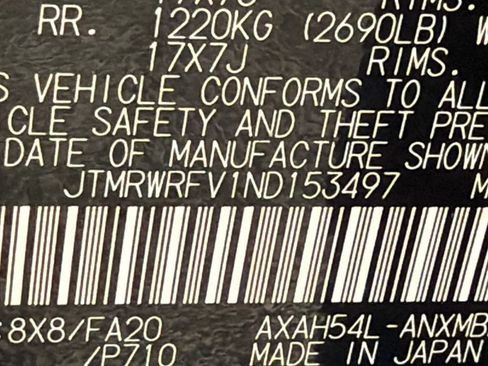 RIMS.
RR. 1220KG (2690LB) W
17X7J RIMS.
S VEHICLE CONFORMS TO ALL
CLE SAFETY AND THEFT PRE
DATE OF MANUFACTURE SHOWN
JTMRWRFV1ND153497 M
:8X8/FA20 AXAH54L-ANXMB
/P710 MADE IN JAPAN